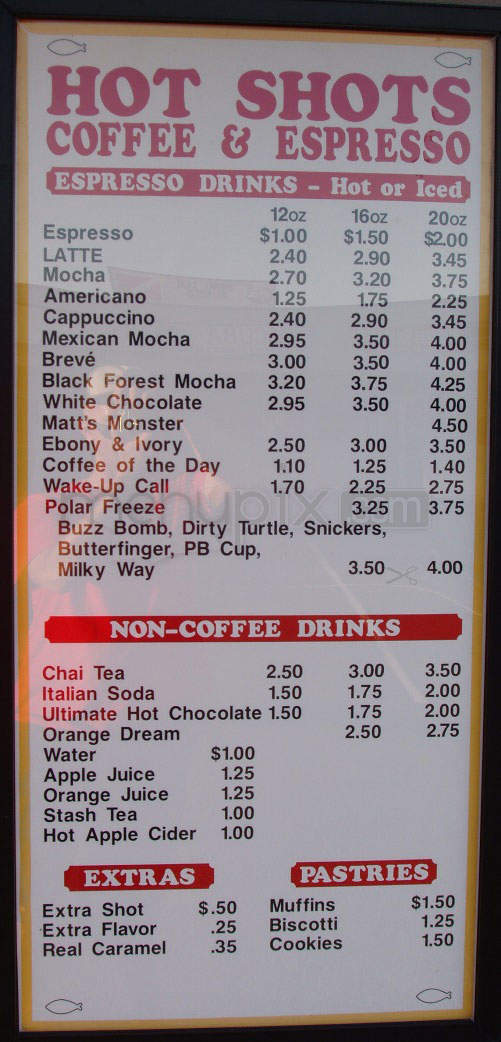 HOT SHOTS
COFFEE & ESPRESSO
ESPRESSO DRINKS - Hot or Iced
12oz 16oz 20oz
Espresso $1.00 $1.50 $2.00
LATTE 2.40 2.90 3.45
Mocha 2.70 3.20 3.75
Americano 1.25 1.75 2.25
Cappuccino 2.40 2.90 3.45
Mexican Mocha 2.95 3.50 4.00
Brevé 3.00 3.50 4.00
Black Forest Mocha 3.20 3.75 4.25
White Chocolate 2.95 3.50 4.00
Matt's Monster 4.50
Ebony & Ivory 2.50 3.00 3.50
Coffee of the Day 1.10 1.25 1.40
Wake-Up Call 1.70 2.25 2.75
Polar Freeze 3.25 3.75
menupix.com
Buzz Bomb, Dirty Turtle, Snickers,
Butterfinger, PB Cup,
Milky Way 3.50 4.00
NON-COFFEE DRINKS
Chai Tea 2.50 3.00 3.50
Italian Soda 1.50 1.75 2.00
Ultimate Hot Chocolate 1.50 1.75 2.00
Orange Dream 2.50 2.75
Water $1.00
Apple Juice 1.25
Orange Juice 1.25
Stash Tea 1.00
Hot Apple Cider 1.00
EXTRAS
Extra Shot $.50
Extra Flavor .25
Real Caramel .35
PASTRIES
Muffins $1.50
Biscotti 1.25
Cookies 1.50